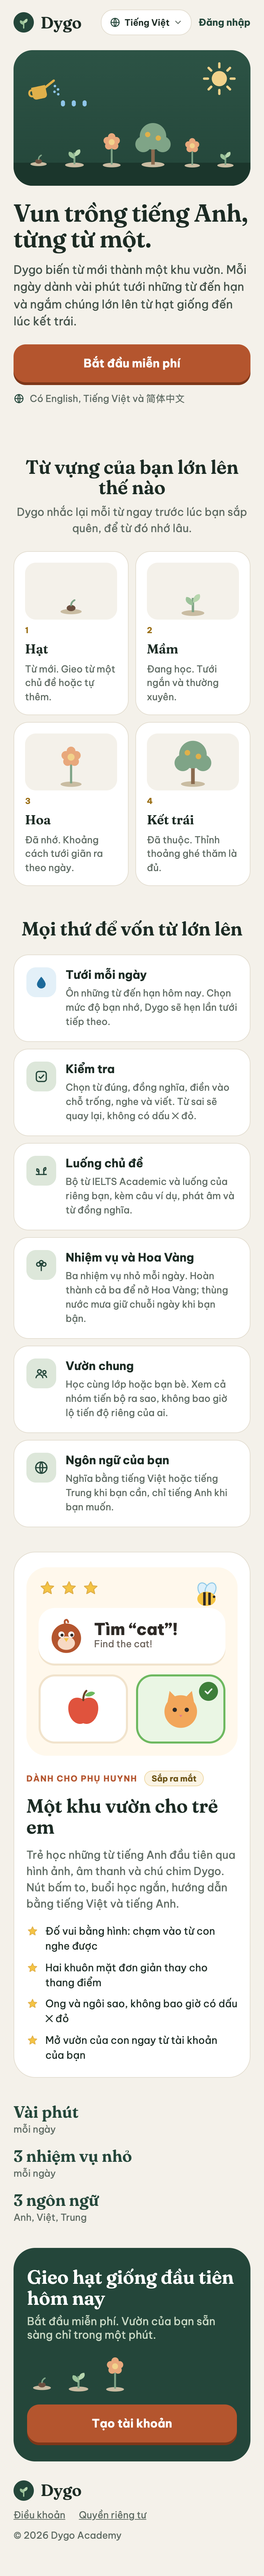 Dygo
Tiếng Việt
Đăng nhập
Vun trồng tiếng Anh,
từng từ một.
Dygo biến từ mới thành một khu vườn. Mỗi
ngày dành vài phút tưới những từ đến hạn
và ngắm chúng lớn lên từ hạt giống đến
lúc kết trái.
Bắt đầu miễn phí
Có English, Tiếng Việt và 简体中文
Từ vựng của bạn lớn lên
thế nào
Dygo nhắc lại mỗi từ ngay trước lúc bạn sắp
quên, để từ đó nhớ lâu.
1
Hạt
Từ mới. Gieo từ một
chủ đề hoặc tự
thêm.
2
Mầm
Đang học. Tưới
ngắn và thường
xuyên.
3
Hoa
Đã nhớ. Khoảng
cách tưới giãn ra
theo ngày.
4
Kết trái
Đã thuộc. Thỉnh
thoảng ghé thăm là
đủ.
Mọi thứ để vốn từ lớn lên
Tưới mỗi ngày
Ôn những từ đến hạn hôm nay. Chọn
mức độ bạn nhớ, Dygo sẽ hẹn lần tưới
tiếp theo.
Kiểm tra
Chọn từ đúng, đồng nghĩa, điền vào
chỗ trống, nghe và viết. Từ sai sẽ
quay lại, không có dấu ✕ đỏ.
Luống chủ đề
Bộ từ IELTS Academic và luống của
riêng bạn, kèm câu ví dụ, phát âm và
từ đồng nghĩa.
Nhiệm vụ và Hoa Vàng
Ba nhiệm vụ nhỏ mỗi ngày. Hoàn
thành cả ba để nở Hoa Vàng; thùng
nước mưa giữ chuỗi ngày khi bạn
bận.
Vườn chung
Học cùng lớp hoặc bạn bè. Xem cả
nhóm tiến bộ ra sao, không bao giờ
lộ tiến độ riêng của ai.
Ngôn ngữ của bạn
Nghĩa bằng tiếng Việt hoặc tiếng
Trung khi bạn cần, chỉ tiếng Anh khi
bạn muốn.
Tìm “cat”!
Find the cat!
DÀNH CHO PHỤ HUYNH
Sắp ra mắt
Một khu vườn cho trẻ
em
Trẻ học những từ tiếng Anh đầu tiên qua
hình ảnh, âm thanh và chú chim Dygo.
Nút bấm to, buổi học ngắn, hướng dẫn
bằng tiếng Việt và tiếng Anh.
Đố vui bằng hình: chạm vào từ con
nghe được
Hai khuôn mặt đơn giản thay cho
thang điểm
Ong và ngôi sao, không bao giờ có dấu
✕ đỏ
Mở vườn của con ngay từ tài khoản
của bạn
Vài phút
mỗi ngày
3 nhiệm vụ nhỏ
mỗi ngày
3 ngôn ngữ
Anh, Việt, Trung
Gieo hạt giống đầu tiên
hôm nay
Bắt đầu miễn phí. Vườn của bạn sẵn
sàng chỉ trong một phút.
Tạo tài khoản
Dygo
Điều khoản
Quyền riêng tư
© 2026 Dygo Academy